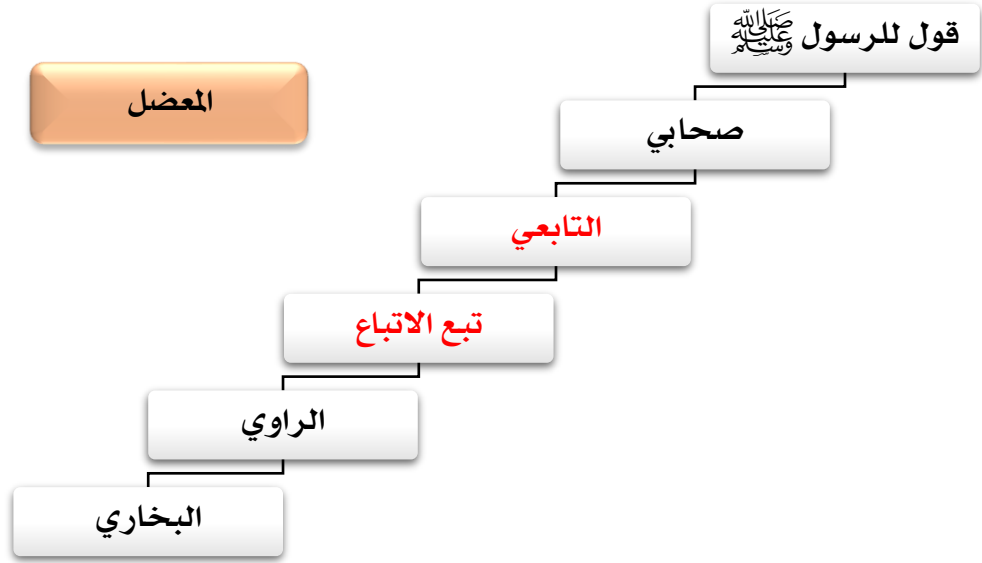 قول للرسول ﷺ
المعضل
صحابي
التابعي
تبع الاتباع
الراوي
البخاري